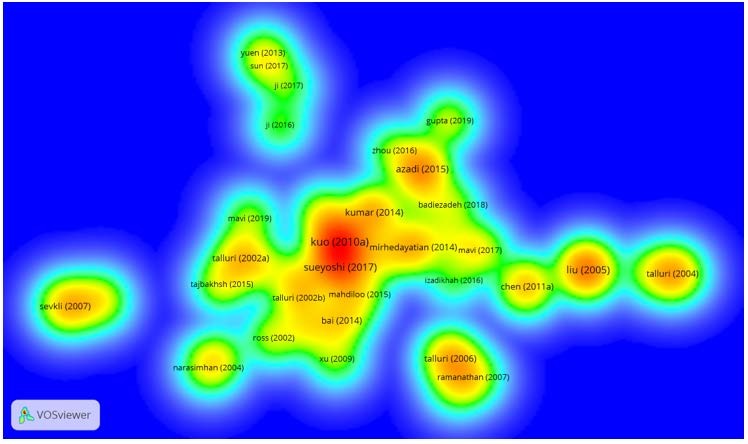 yuen (2013)
sun (2017)
ji (2017)
ji (2016)
gupta (2019)
zhou (2016)
azadi (2015)
badiezadeh (2018)
mavi (2019)
kumar (2014)
kuo (2010a)
mirhedayatian (2014)
mavi (2017)
talluri (2002a)
sueyoshi (2017)
liu (2005)
talluri (2004)
tajbakhsh (2015)
izadikhah (2016)
chen (2011a)
talluri (2002b)
mahdiloo (2015)
sevkli (2007)
bai (2014)
ross (2002)
xu (2009)
talluri (2006)
narasimhan (2004)
ramanathan (2007)
VOSviewer